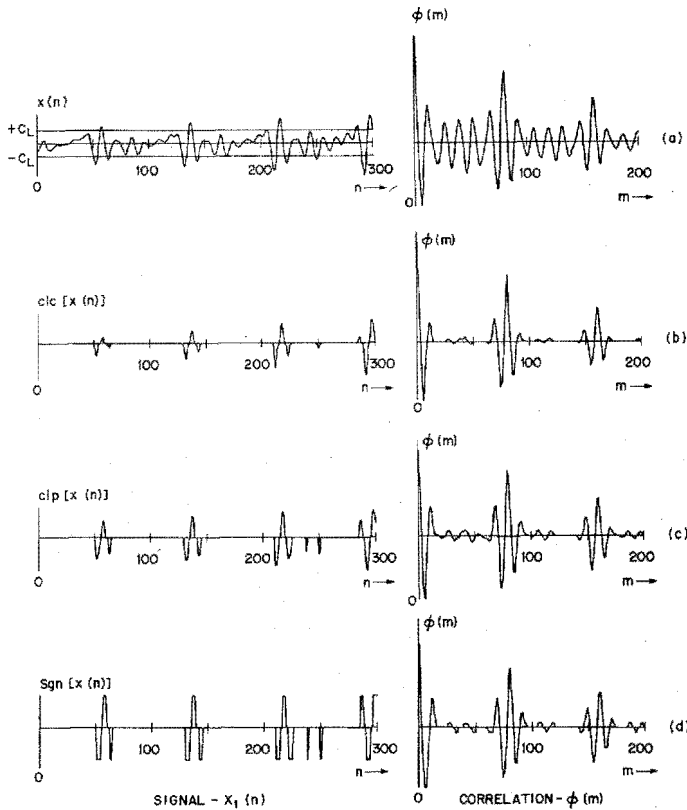 x(n)
+C_L
-C_L
0 100 200 300
n→
ϕ(m)
0
100 200
m→
(a)
clc [x(n)]
0 100 200 300
n→
ϕ(m)
0
100 200
m→
(b)
clp [x(n)]
0 100 200 300
n→
ϕ(m)
0
100 200
m→
(c)
Sgn [x(n)]
0 100 200 300
n→
ϕ(m)
0
100 200
m→
(d)
SIGNAL - X₁(n)
CORRELATION - ϕ(m)